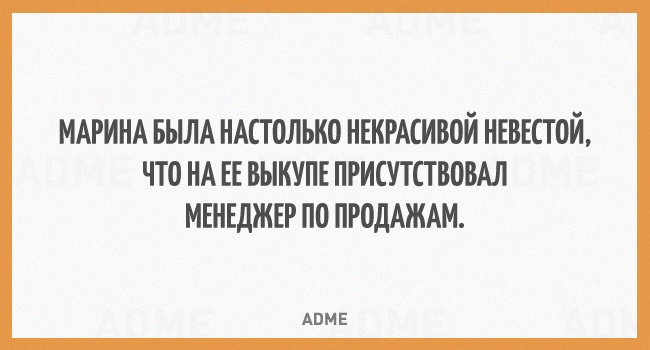 МАРИНА БЫЛА НАСТОЛЬКО НЕКРАСИВОЙ НЕВЕСТОЙ,
ЧТО НА ЕЕ ВЫКУПЕ ПРИСУТСТВОВАЛ
МЕНЕДЖЕР ПО ПРОДАЖАМ.
ADME